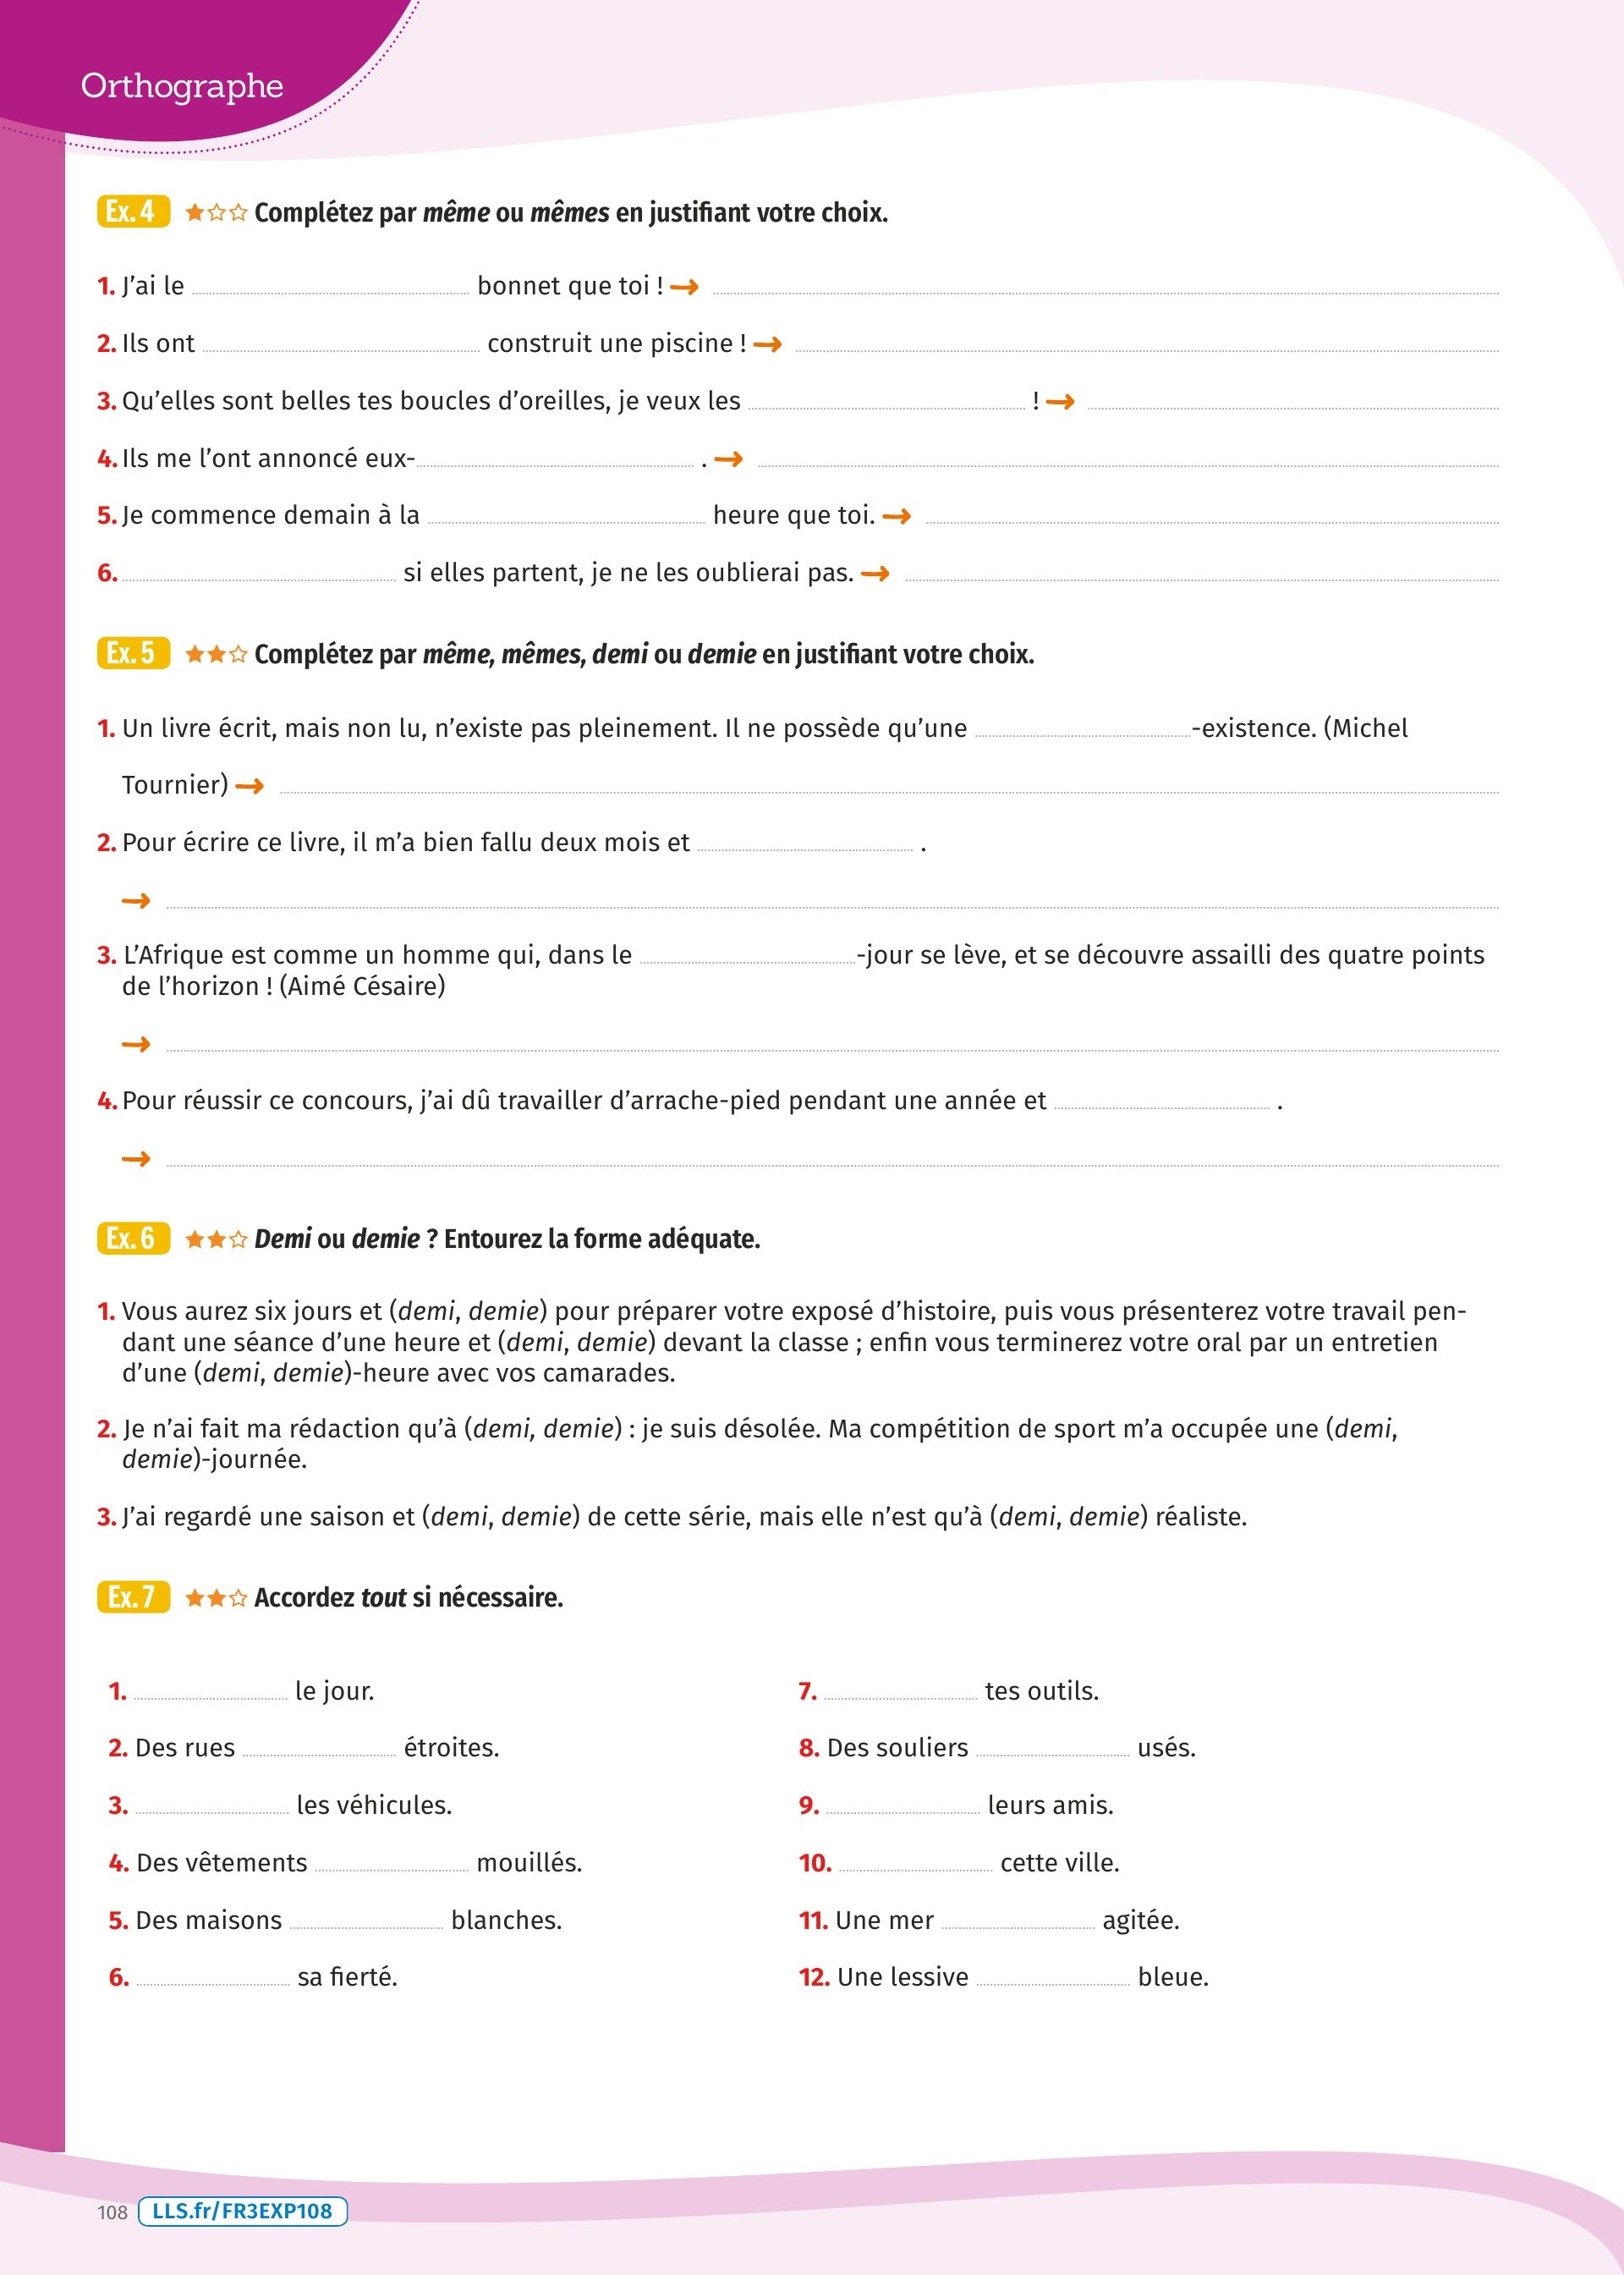 Orthographe
Ex. 4 ★☆☆ Complétez par même ou mêmes en justifiant votre choix.
1. J’ai le ........ bonnet que toi ! → ........
2. Ils ont ........ construit une piscine ! → ........
3. Qu’elles sont belles tes boucles d’oreilles, je veux les ........ ! → ........
4. Ils me l’ont annoncé eux-........ . → ........
5. Je commence demain à la ........ heure que toi. → ........
6. ........ si elles partent, je ne les oublierai pas. → ........
Ex. 5 ★★☆ Complétez par même, mêmes, demi ou demie en justifiant votre choix.
1. Un livre écrit, mais non lu, n’existe pas pleinement. Il ne possède qu’une ........-existence. (Michel
Tournier) → ........
2. Pour écrire ce livre, il m’a bien fallu deux mois et ........ .
→ ........
3. L’Afrique est comme un homme qui, dans le ........-jour se lève, et se découvre assailli des quatre points
de l’horizon ! (Aimé Césaire)
→ ........
4. Pour réussir ce concours, j’ai dû travailler d’arrache-pied pendant une année et ........ .
→ ........
Ex. 6 ★★☆ Demi ou demie ? Entourez la forme adéquate.
1. Vous aurez six jours et (demi, demie) pour préparer votre exposé d’histoire, puis vous présenterez votre travail pen-
dant une séance d’une heure et (demi, demie) devant la classe ; enfin vous terminerez votre oral par un entretien
d’une (demi, demie)-heure avec vos camarades.
2. Je n’ai fait ma rédaction qu’à (demi, demie) : je suis désolée. Ma compétition de sport m’a occupée une (demi,
demie)-journée.
3. J’ai regardé une saison et (demi, demie) de cette série, mais elle n’est qu’à (demi, demie) réaliste.
Ex. 7 ★★☆ Accordez tout si nécessaire.
1. ........ le jour.
2. Des rues ........ étroites.
3. ........ les véhicules.
4. Des vêtements ........ mouillés.
5. Des maisons ........ blanches.
6. ........ sa fierté.
7. ........ tes outils.
8. Des souliers ........ usés.
9. ........ leurs amis.
10. ........ cette ville.
11. Une mer ........ agitée.
12. Une lessive ........ bleue.
108 LLS.fr/FR3EXP108